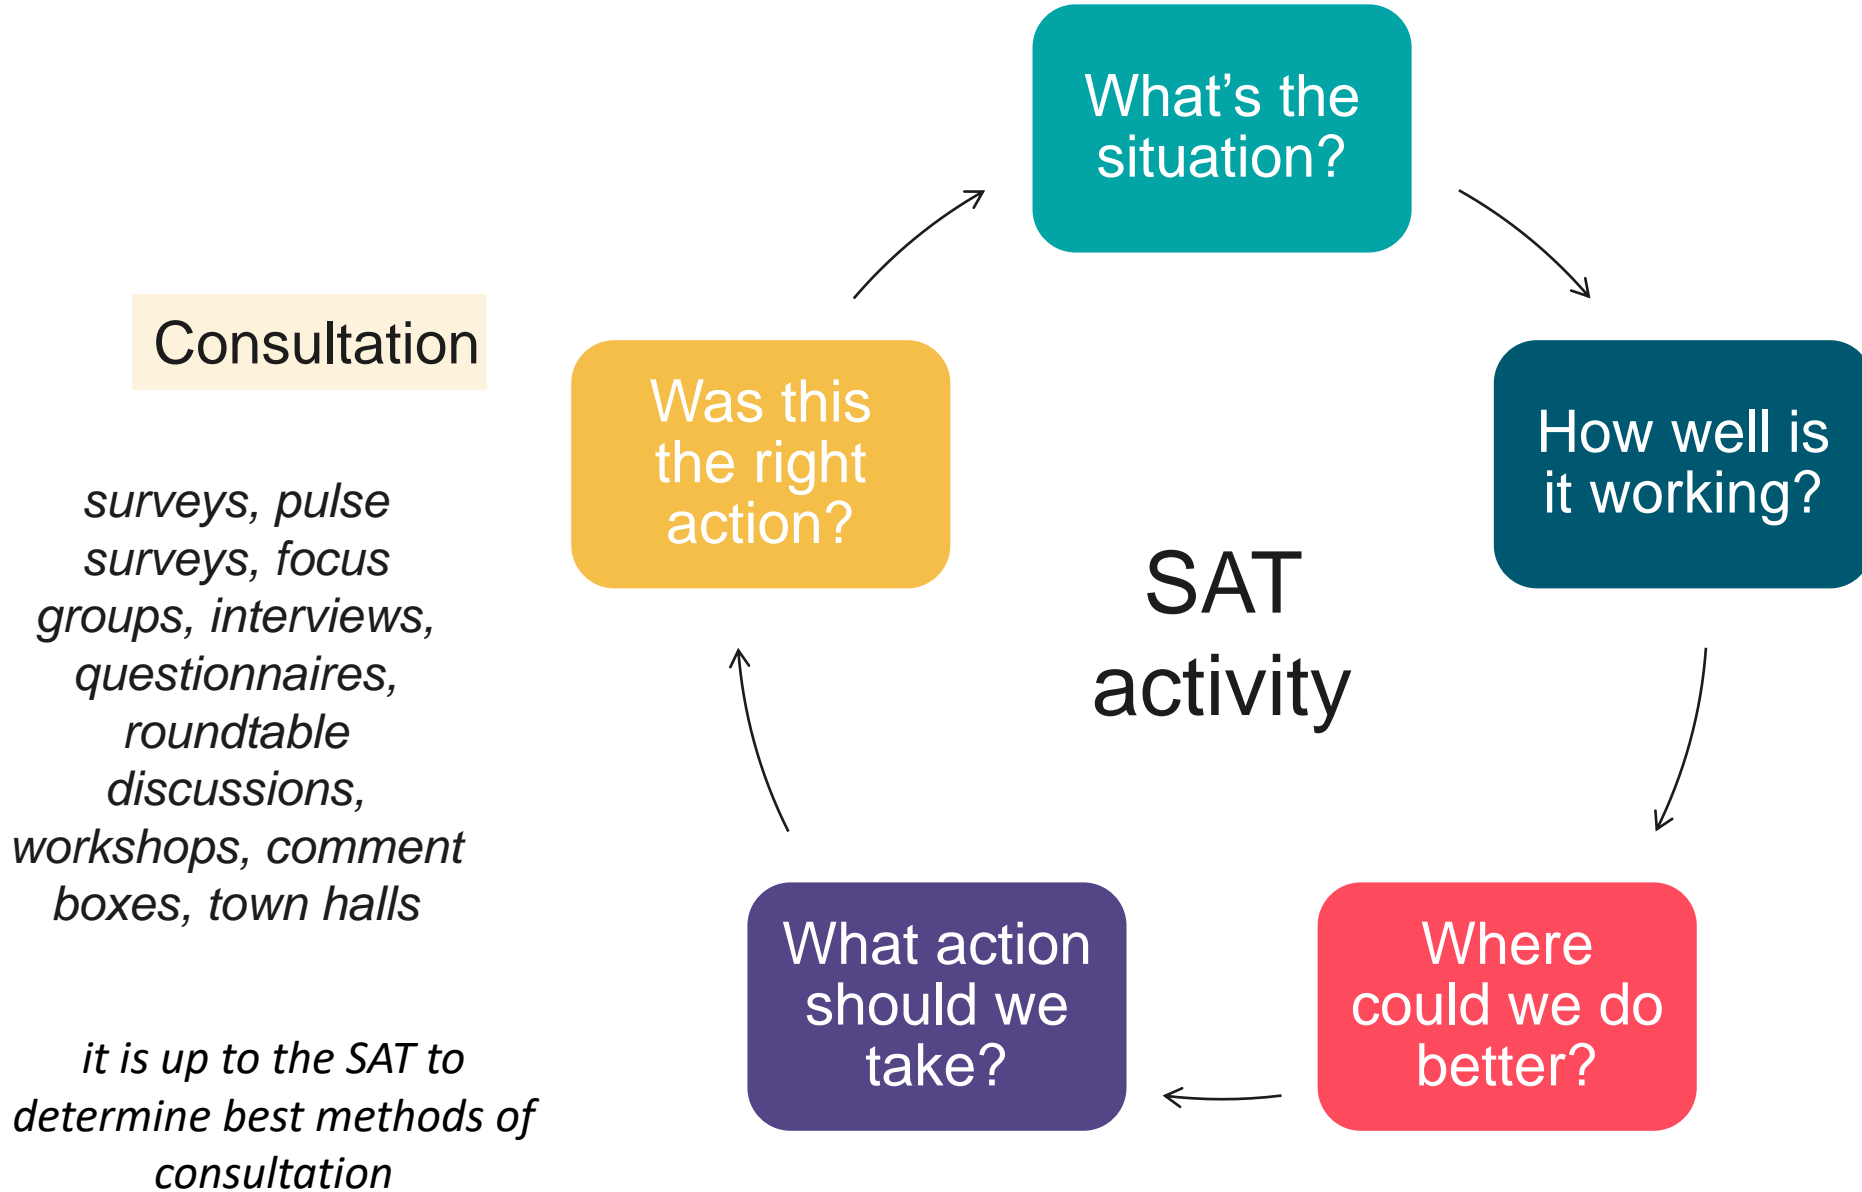 What’s the
situation?
Consultation
Was this
the right
action?
How well is
it working?
surveys, pulse
surveys, focus
groups, interviews,
questionnaires,
roundtable
discussions,
workshops, comment
boxes, town halls
SAT
activity
What action
should we
take?
Where
could we do
better?
it is up to the SAT to
determine best methods of
consultation